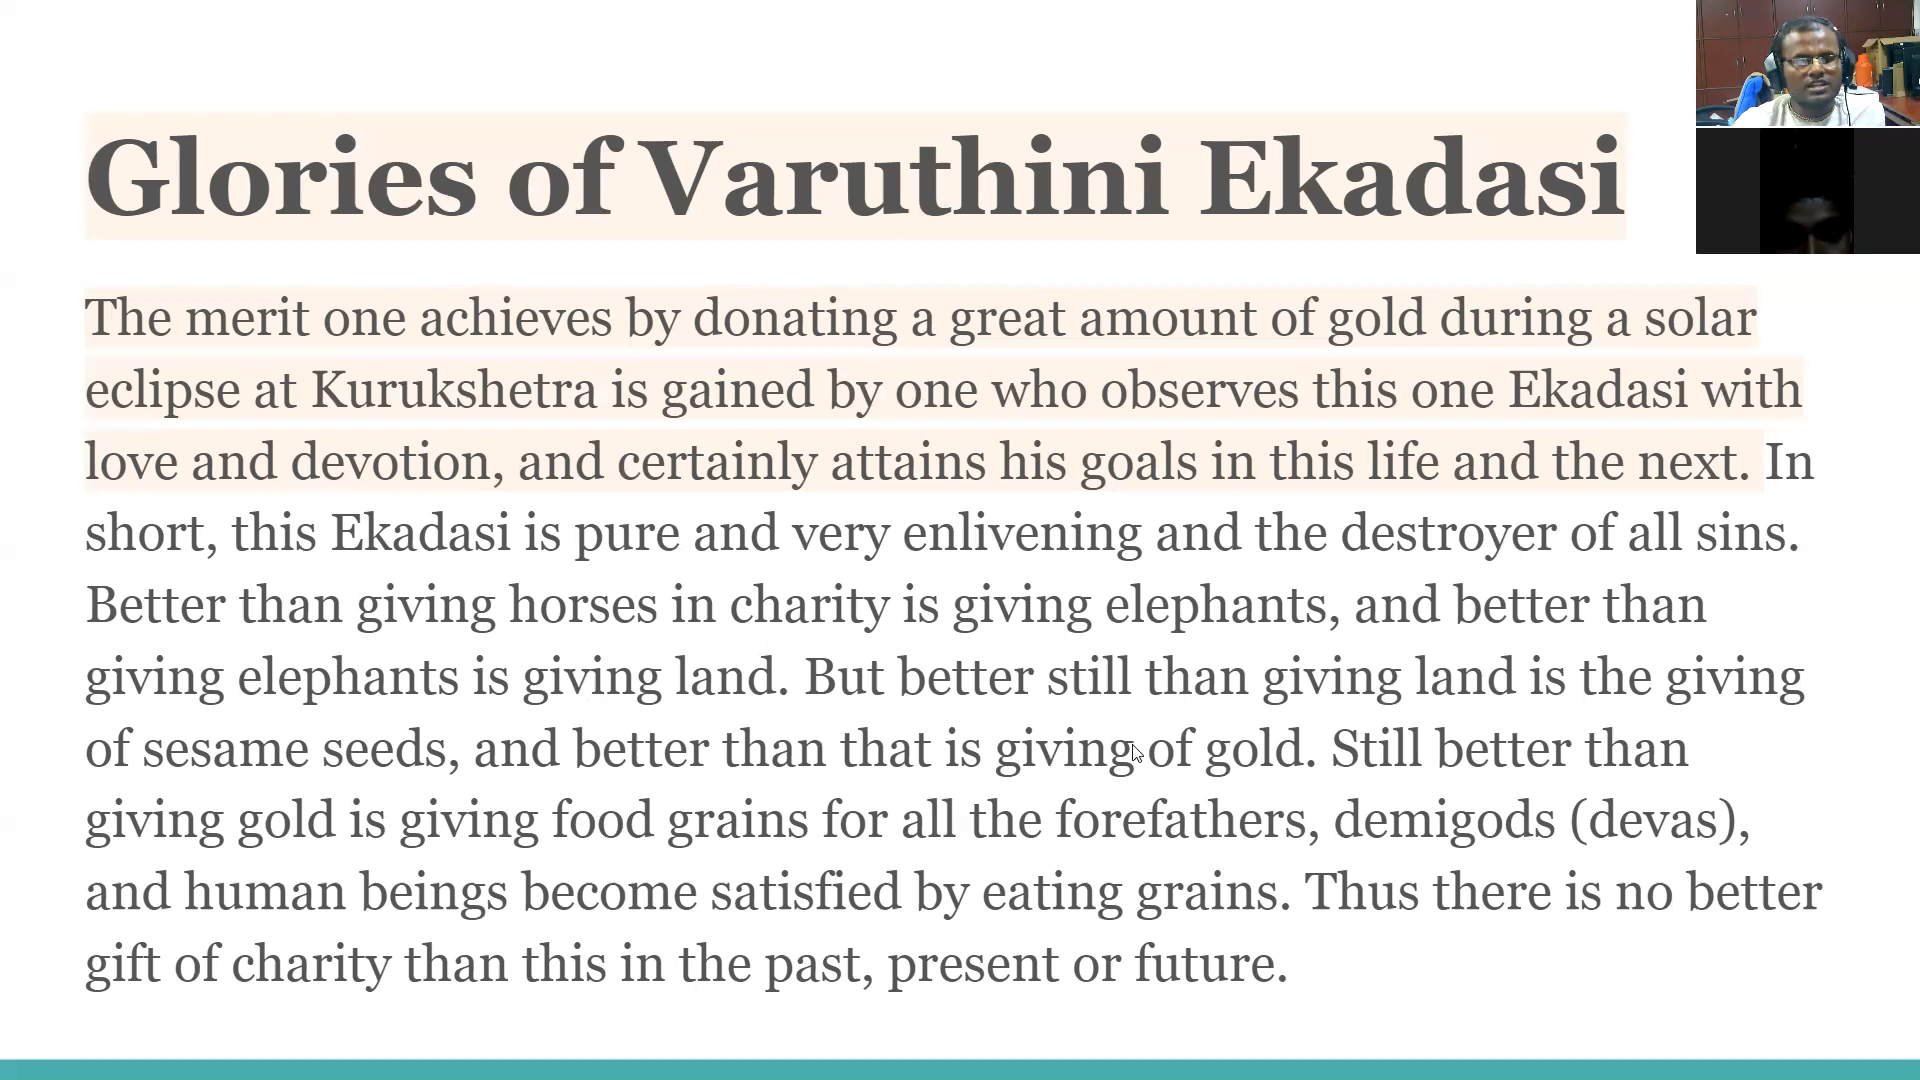 Glories of Varuthini Ekadasi
The merit one achieves by donating a great amount of gold during a solar
eclipse at Kurukshetra is gained by one who observes this one Ekadasi with
love and devotion, and certainly attains his goals in this life and the next. In
short, this Ekadasi is pure and very enlivening and the destroyer of all sins.
Better than giving horses in charity is giving elephants, and better than
giving elephants is giving land. But better still than giving land is the giving
of sesame seeds, and better than that is giving of gold. Still better than
giving gold is giving food grains for all the forefathers, demigods (devas),
and human beings become satisfied by eating grains. Thus there is no better
gift of charity than this in the past, present or future.